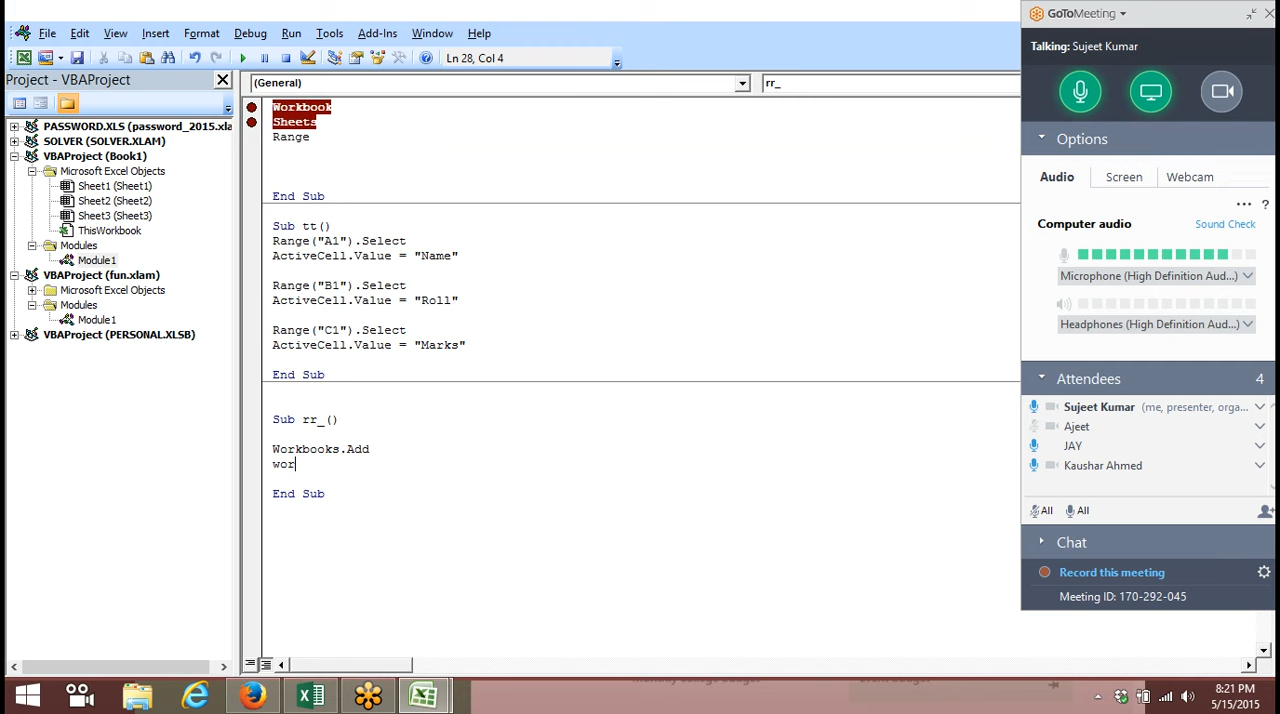 File Edit View Insert Format Debug Run Tools Add-Ins Window Help
Ln 28, Col 4
Project - VBAProject
PASSWORD.XLS (password_2015.xla
SOLVER (SOLVER.XLAM)
VBAProject (Book1)
Microsoft Excel Objects
Sheet1 (Sheet1)
Sheet2 (Sheet2)
Sheet3 (Sheet3)
ThisWorkbook
Modules
Module1
VBAProject (fun.xlam)
Microsoft Excel Objects
Modules
Module1
VBAProject (PERSONAL.XLSB)
(General)
rr_
Workbook
Sheets
Range
End Sub
Sub tt()
Range("A1").Select
ActiveCell.Value = "Name"
Range("B1").Select
ActiveCell.Value = "Roll"
Range("C1").Select
ActiveCell.Value = "Marks"
End Sub
Sub rr_()
Workbooks.Add
wor
End Sub
GoToMeeting
Talking: Sujeet Kumar
Options
Audio Screen Webcam
... ?
Computer audio Sound Check
Microphone (High Definition Aud...)
Headphones (High Definition Aud...)
Attendees 4
Sujeet Kumar (me, presenter, orga...
Ajeet
JAY
Kaushar Ahmed
All All
Chat
Record this meeting
Meeting ID: 170-292-045
8:21 PM
5/15/2015